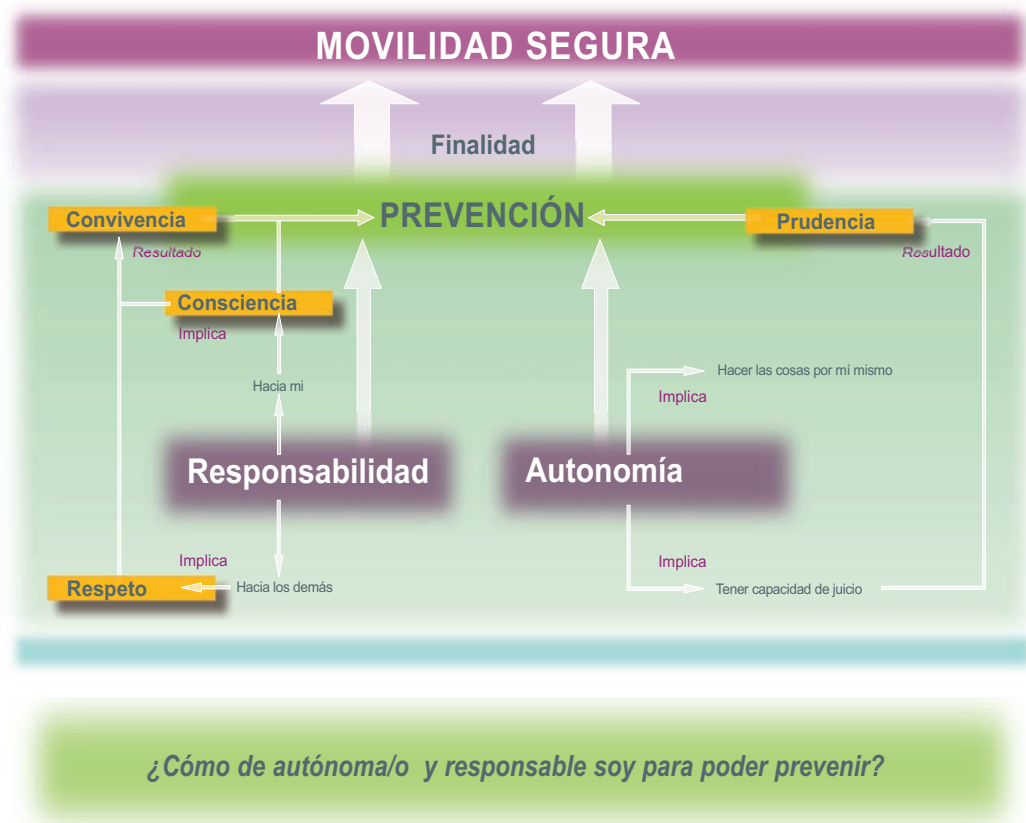 MOVILIDAD SEGURA
Finalidad
Convivencia
PREVENCIÓN
Prudencia
Resultado
Resultado
Consciencia
Implica
Hacia mi
Hacer las cosas por mí mismo
Implica
Responsabilidad
Autonomía
Implica
Implica
Respeto
Hacia los demás
Tener capacidad de juicio
¿Cómo de autónoma/o y responsable soy para poder prevenir?